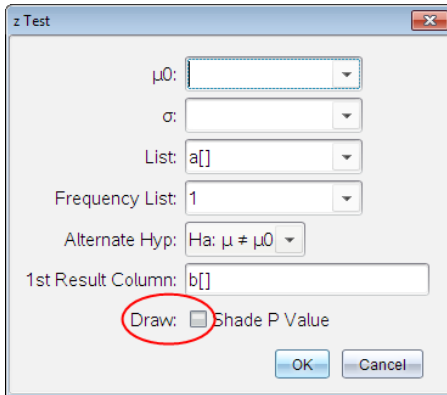 z Test
μ0:
σ:
List: a[]
Frequency List: 1
Alternate Hyp: Ha: μ ≠ μ0
1st Result Column: b[]
Draw: Shade P Value
OK Cancel